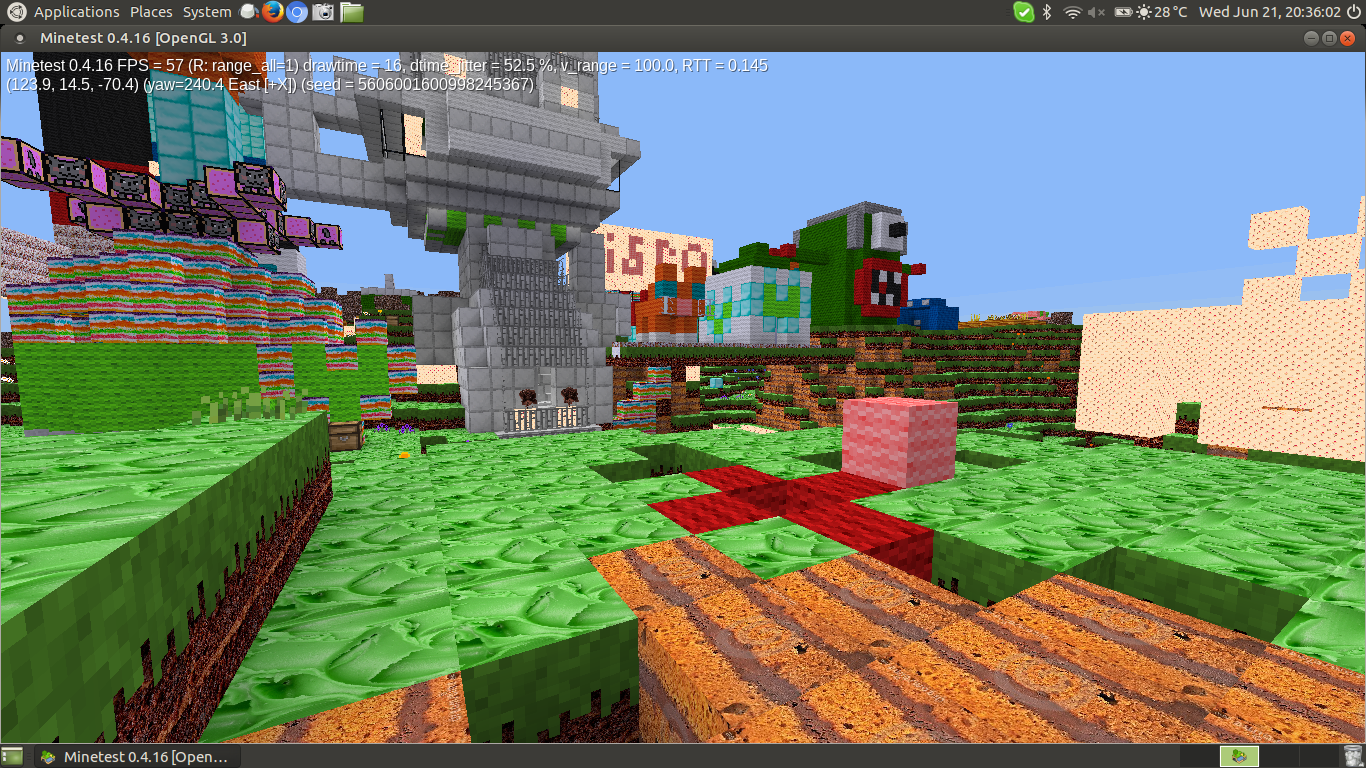 Applications Places System
28 °C Wed Jun 21, 20:36:02
Minetest 0.4.16 [OpenGL 3.0]
Minetest 0.4.16 FPS = 57 (R: range_all=1) drawtime = 16, dtime_jitter = 52.5 %, v_range = 100.0, RTT = 0.145
(123.9, 14.5, -70.4) (yaw=240.4 East [+X]) (seed = 5606001600998245367)
isro
Minetest 0.4.16 [Open...